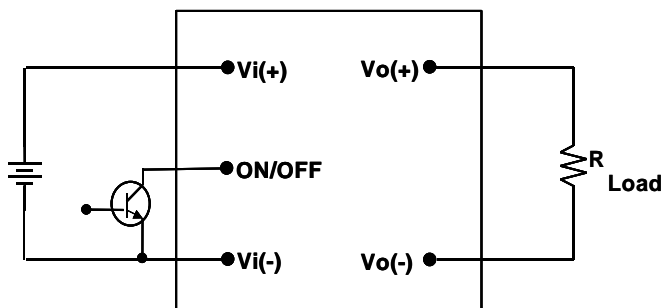 Vi(+)
Vo(+)
ON/OFF
R
Load
Vi(-)
Vo(-)